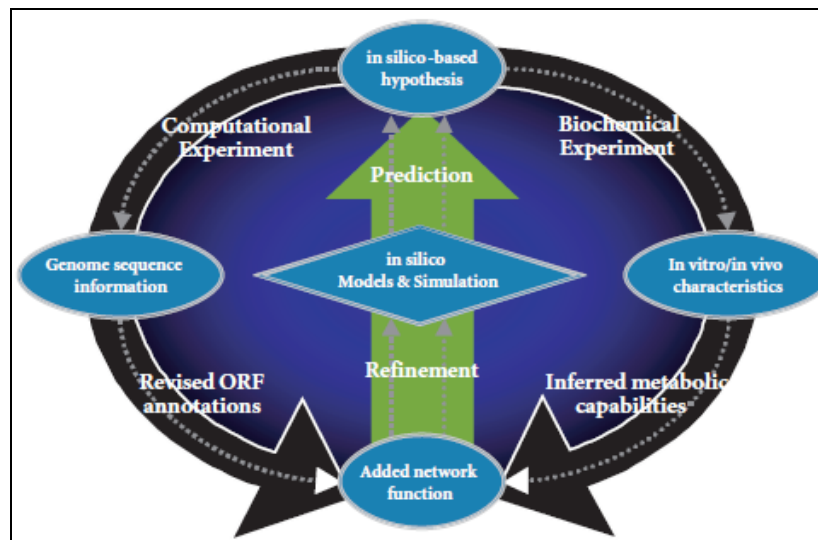 in silico-based
hypothesis
Computational
Experiment
Biochemical
Experiment
Prediction
Genome sequence
information
in silico
Models & Simulation
In vitro/in vivo
characteristics
Revised ORF
annotations
Refinement
Inferred metabolic
capabilities
Added network
function